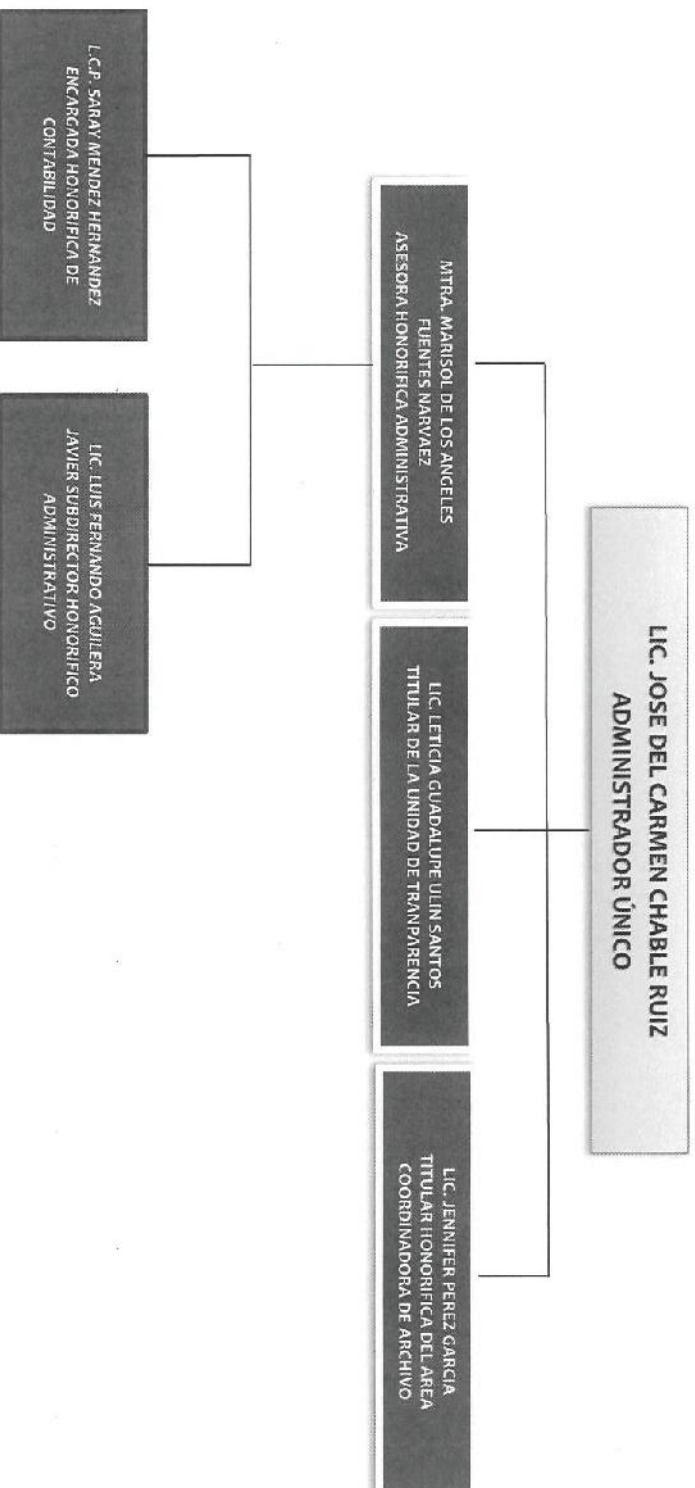 LIC. JOSE DEL CARMEN CHABLE RUIZ
ADMINISTRADOR ÚNICO
MTRA. MARISOL DE LOS ANGELES
FUENTES NARVAEZ
ASESORA HONORIFICA ADMINISTRATIVA
LIC. LETICIA GUADALUPE ULIN SANTOS
TITULAR DE LA UNIDAD DE TRANPARENCIA
LIC. JENNIFER PEREZ GARCIA
TITULAR HONORIFICA DEL AREA
COORDINADORA DE ARCHIVO
L.C.P. SARAY MENDEZ HERNANDEZ
ENCARGADA HONORIFICA DE
CONTABILIDAD
LIC. LUIS FERNANDO AGUILERA
JAVIER SUBDIRECTOR HONORIFICO
ADMINISTRATIVO